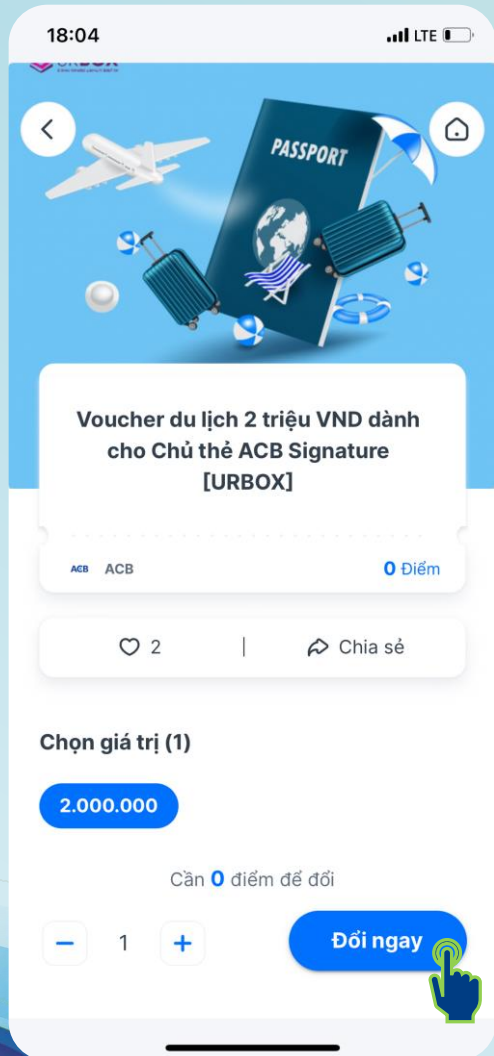 18:04
LTE
URBOX
PASSPORT
Voucher du lịch 2 triệu VND dành
cho Chủ thẻ ACB Signature
[URBOX]
ACB ACB
0 Điểm
2 | Chia sẻ
Chọn giá trị (1)
2.000.000
Cần 0 điểm để đổi
− 1 +
Đổi ngay